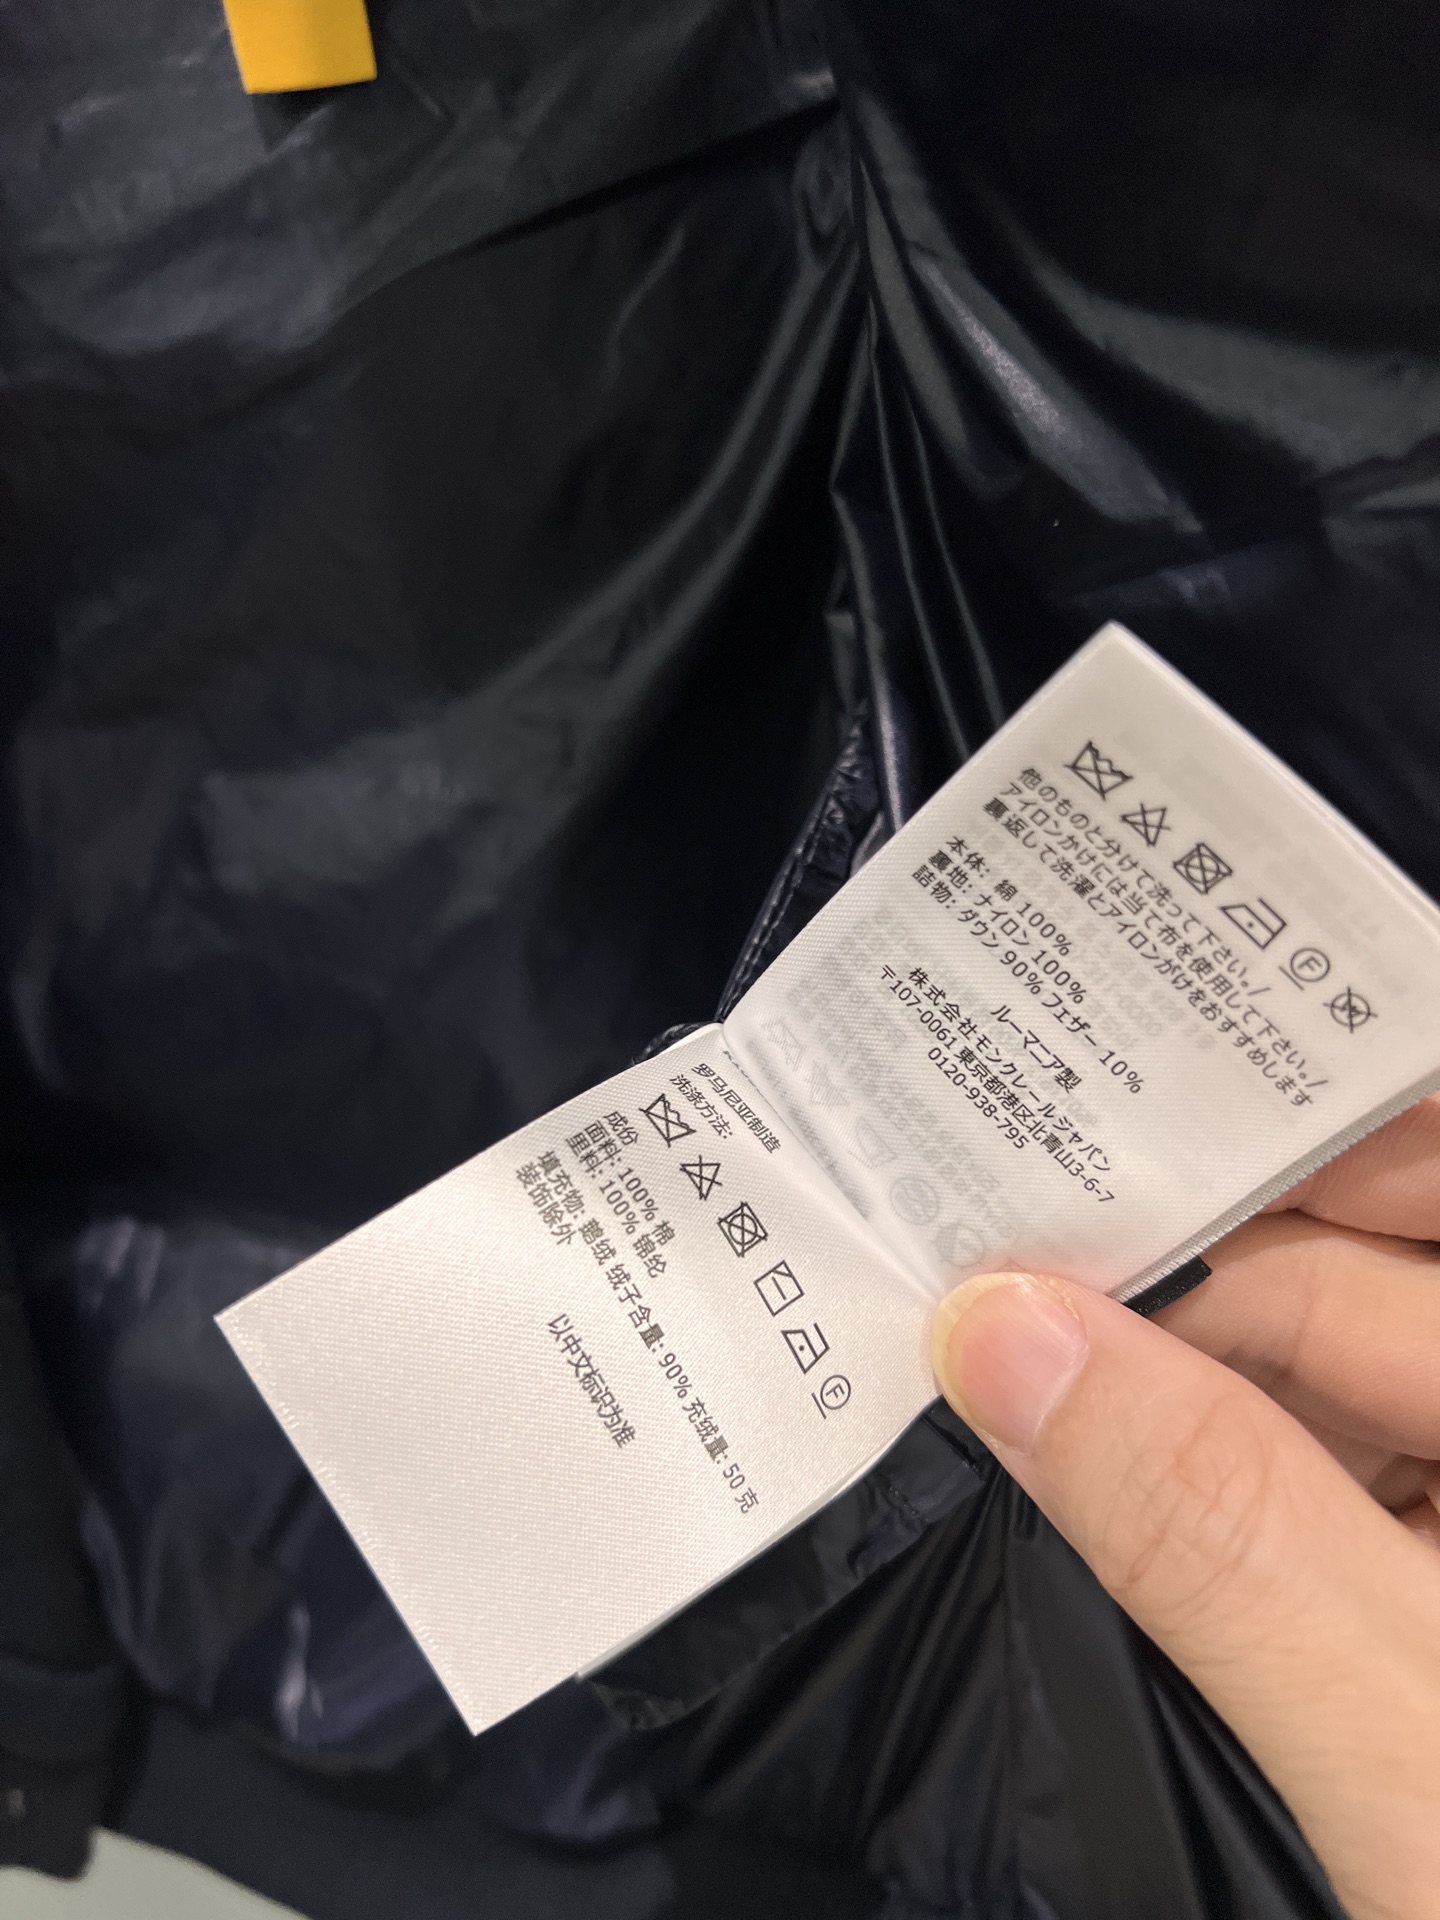 他のものと分けて洗って下さい。/
アイロンかけには当て布を使用して下さい。/
裏返して洗濯とアイロンがけをおすすめします
本体: 綿 100%
裏地: ナイロン 100%
詰物: ダウン 90% フェザー 10%
ルーマニア製
株式会社モンクレールジャパン
〒107-0061 東京都港区北青山3-6-7
0120-938-795
罗马尼亚制造
洗涤方法:
F
成份
面料: 100% 棉
里料: 100% 锦纶
填充物: 鹅绒 绒子含量: 90% 充绒量: 50 克
装饰除外
以中文标识为准